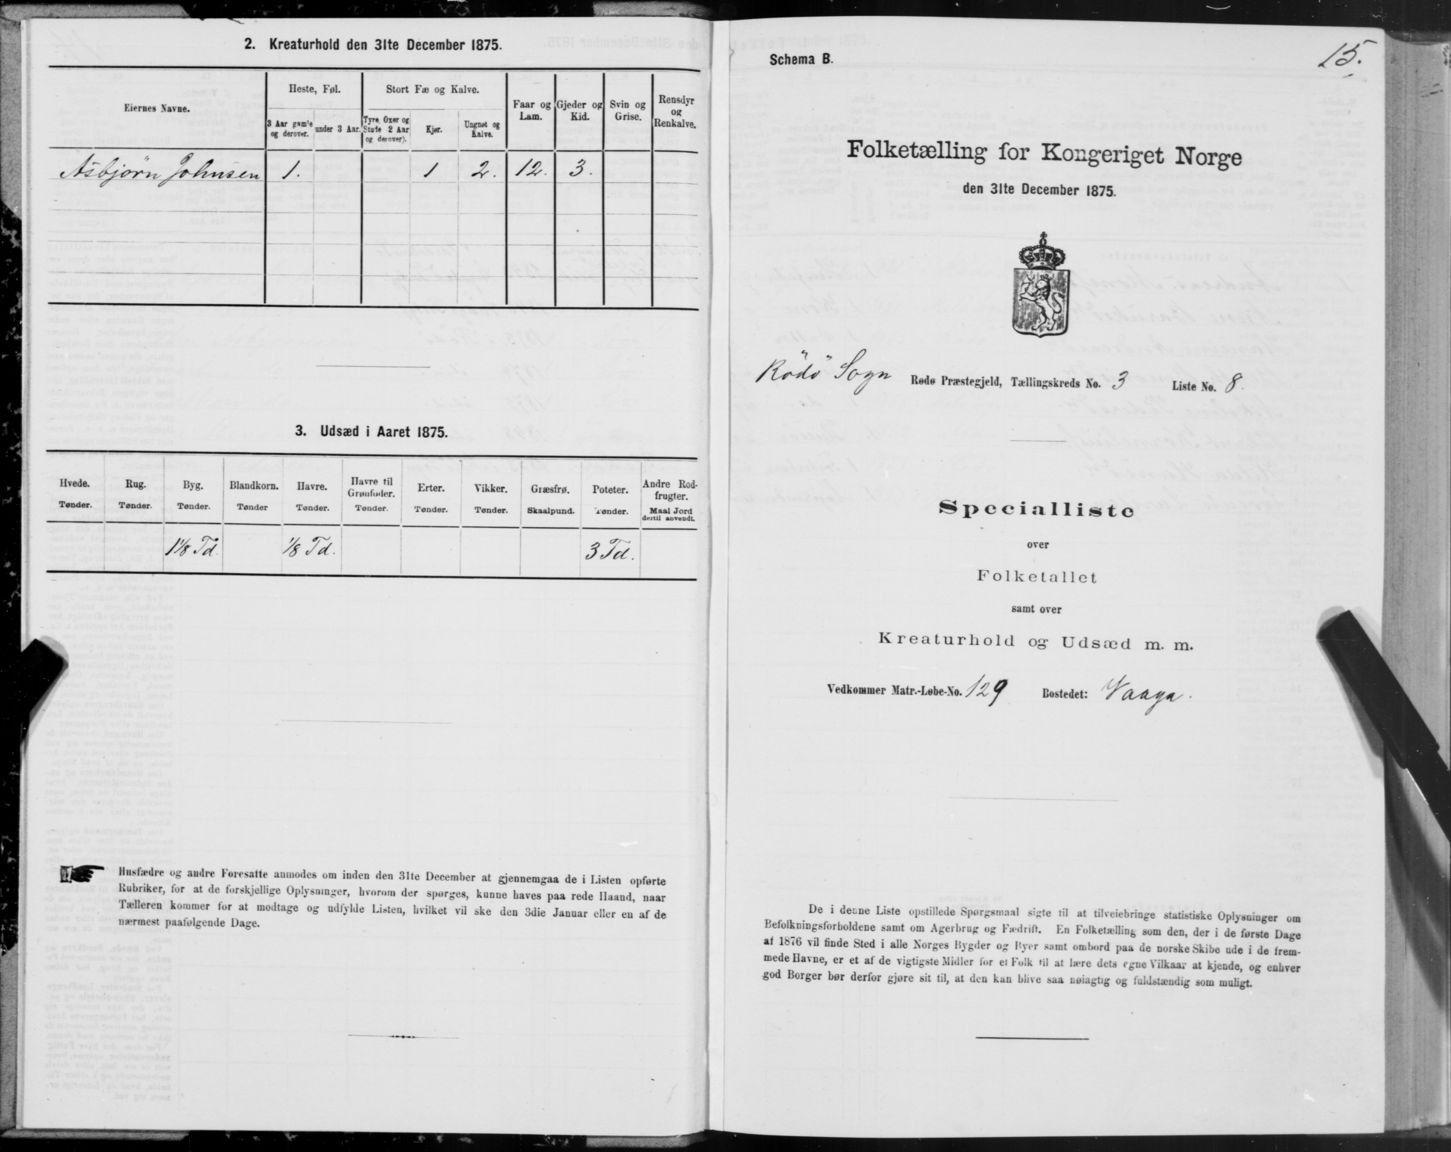 2. Kreaturhold den 31te December 1875.
Eiernes Navne.
Heste, Føl.
Stort Fæ og Kalve.
Faar og Lam.
Gjeder og Kid.
Svin og Grise.
Rensdyr og Renkalve.
3 Aar gamle og derover.
under 3 Aar.
Tyre, Oxer og Stude (2 Aar og derover).
Kjør.
Ungnøt og Kalve.
Asbjørn Johnsen 1. 1 2. 12. 3.
3. Udsæd i Aaret 1875.
Hvede. Rug. Byg. Blandkorn. Havre. Havre til Grønfoder. Erter. Vikker. Græsfrø. Poteter. Andre Rodfrugter.
Tønder. Tønder. Tønder. Tønder Tønder. Tønder. Tønder. Tønder. Skaalpund. Tønder. Maal Jord dertil anvendt.
1 1/8 Td. 1/8 Td. 3 Td.
Husfædre og andre Foresatte anmodes om inden den 31te December at gjennemgaa de i Listen opførte
Rubriker, for at de forskjellige Oplysninger, hvorom der spørges, kunne haves paa rede Haand, naar
Tælleren kommer for at modtage og udfylde Listen, hvilket vil ske den 3die Januar eller en af de
nærmest paafølgende Dage.
15.
Schema B.
Folketælling for Kongeriget Norge
den 31te December 1875.
Rödö Sogn Rødø Præstegjeld, Tællingskreds No. 3 Liste No. 8.
Specialliste
over
Folketallet
samt over
Kreaturhold og Udsæd m. m.
Vedkommer Matr.-Løbe-No. 129 Bostedet: Vaaga.
De i denne Liste opstillede Spørgsmaal sigte til at tilveiebringe statistiske Oplysninger om
Befolkningsforholdene samt om Agerbrug og Fædrift. En Folketælling som den, der i de første Dage
af 1876 vil finde Sted i alle Norges Bygder og Byer samt ombord paa de norske Skibe ude i de frem-
mede Havne, er et af de vigtigste Midler for et Folk til at lære dets egne Vilkaar at kjende, og enhver
god Borger bør derfor gjøre sit til, at den kan blive saa nøiagtig og fuldstændig som muligt.